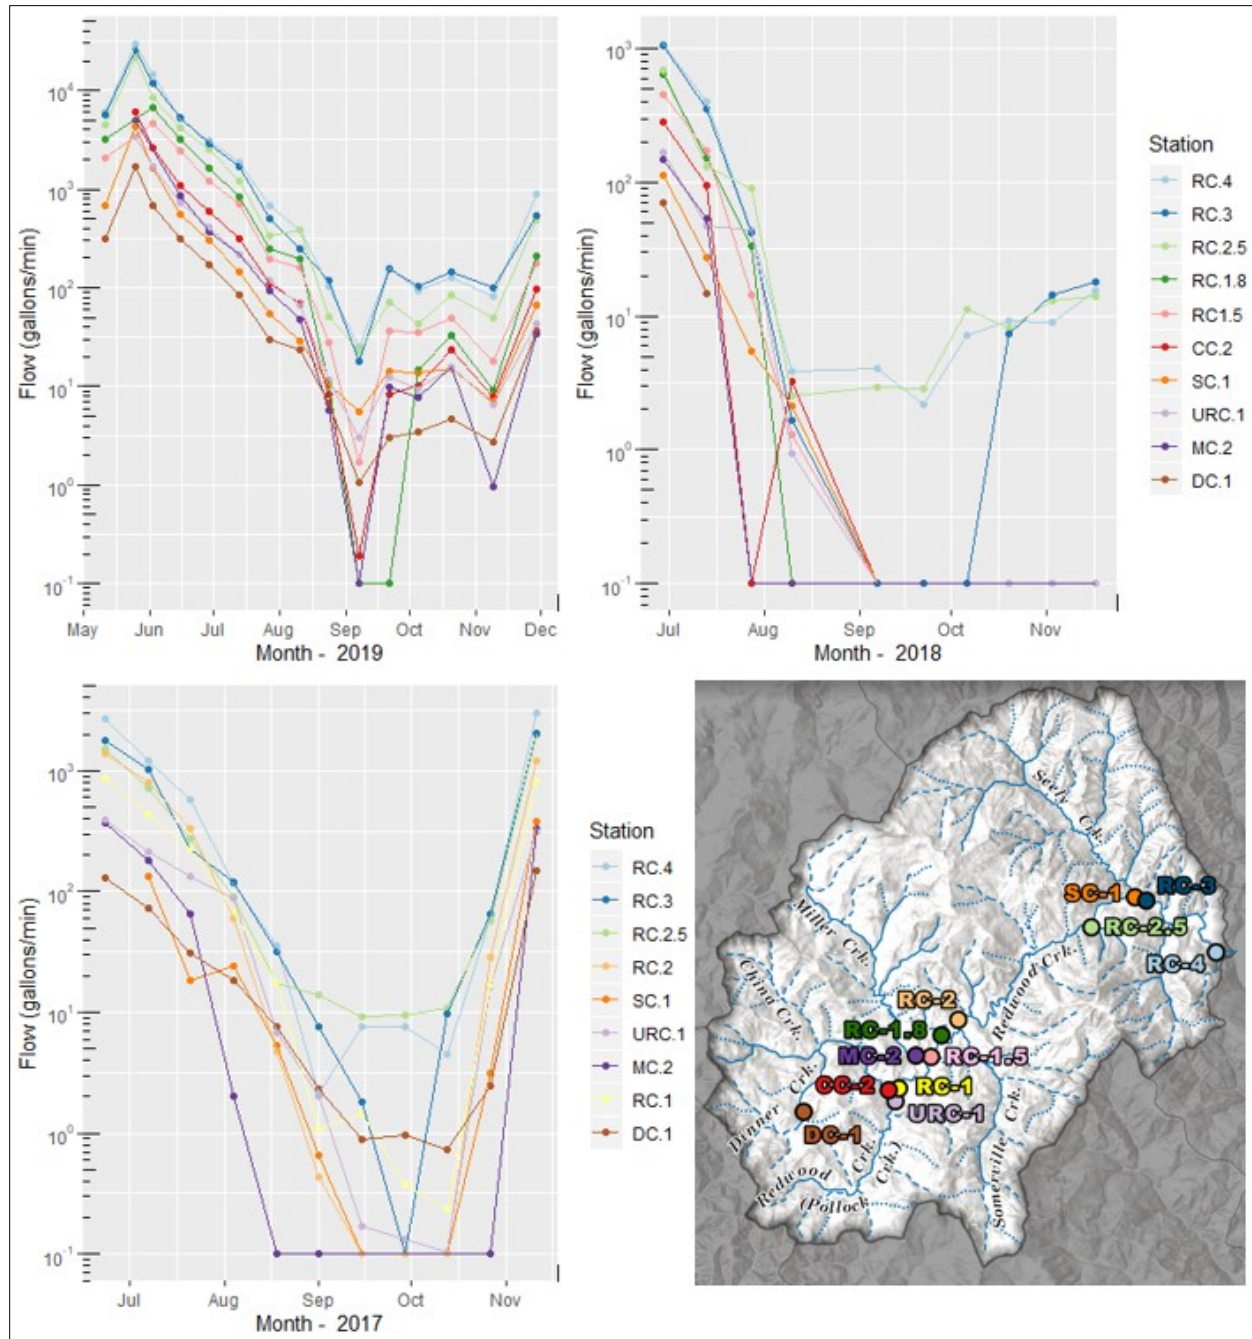 10^4
10^3
10^2
10^1
10^0
10^-1
Flow (gallons/min)
May Jun Jul Aug Sep Oct Nov Dec
Month - 2019
10^3
10^2
10^1
10^0
10^-1
Flow (gallons/min)
Jul Aug Sep Oct Nov
Month - 2018
Station
RC.4
RC.3
RC.2.5
RC.1.8
RC1.5
CC.2
SC.1
URC.1
MC.2
DC.1
10^3
10^2
10^1
10^0
10^-1
Flow (gallons/min)
Jul Aug Sep Oct Nov
Month - 2017
Station
RC.4
RC.3
RC.2.5
RC.2
SC.1
URC.1
MC.2
RC.1
DC.1
Seely Crk.
SC-1 RC-3
RC-2.5
RC-4
Miller Crk.
China Crk.
Redwood Crk.
RC-2
RC-1.8
MC-2 RC-1.5
CC-2 RC-1
URC-1
DC-1
Dinner Crk.
Redwood Crk.
(Pollock Crk.)
Somerville Crk.